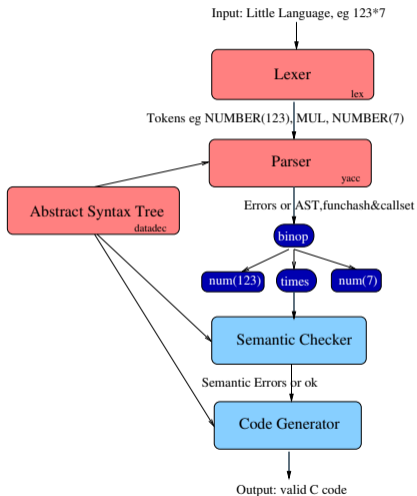 Input: Little Language, eg 123*7
Lexer
lex
Tokens eg NUMBER(123), MUL, NUMBER(7)
Parser
yacc
Abstract Syntax Tree
datadec
Errors or AST,funchash&callset
binop
num(123)
times
num(7)
Semantic Checker
Semantic Errors or ok
Code Generator
Output: valid C code